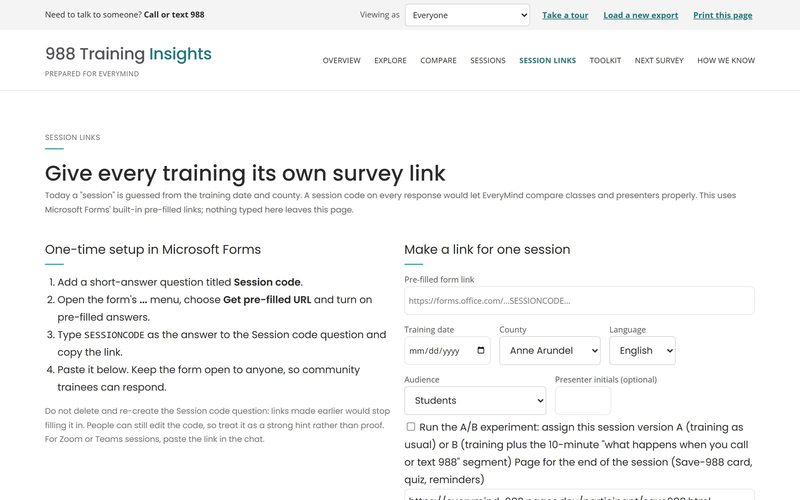 Need to talk to someone? Call or text 988
Viewing as Everyone Take a tour Load a new export Print this page
988 Training Insights
PREPARED FOR EVERYMIND
OVERVIEW EXPLORE COMPARE SESSIONS SESSION LINKS TOOLKIT NEXT SURVEY HOW WE KNOW
SESSION LINKS
Give every training its own survey link
Today a "session" is guessed from the training date and county. A session code on every response would let EveryMind compare classes and presenters properly. This uses
Microsoft Forms' built-in pre-filled links; nothing typed here leaves this page.
One-time setup in Microsoft Forms
1. Add a short-answer question titled Session code.
2. Open the form's ... menu, choose Get pre-filled URL and turn on
pre-filled answers.
3. Type SESSIONCODE as the answer to the Session code question and
copy the link.
4. Paste it below. Keep the form open to anyone, so community
trainees can respond.
Do not delete and re-create the Session code question: links made earlier would stop
filling it in. People can still edit the code, so treat it as a strong hint rather than proof.
For Zoom or Teams sessions, paste the link in the chat.
Make a link for one session
Pre-filled form link
https://forms.office.com/...SESSIONCODE...
Training date County Language
mm/dd/yyyy Anne Arundel English
Audience Presenter initials (optional)
Students
Run the A/B experiment: assign this session version A (training as
usual) or B (training plus the 10-minute "what happens when you call
or text 988" segment) Page for the end of the session (Save-988 card,
quiz, reminders)